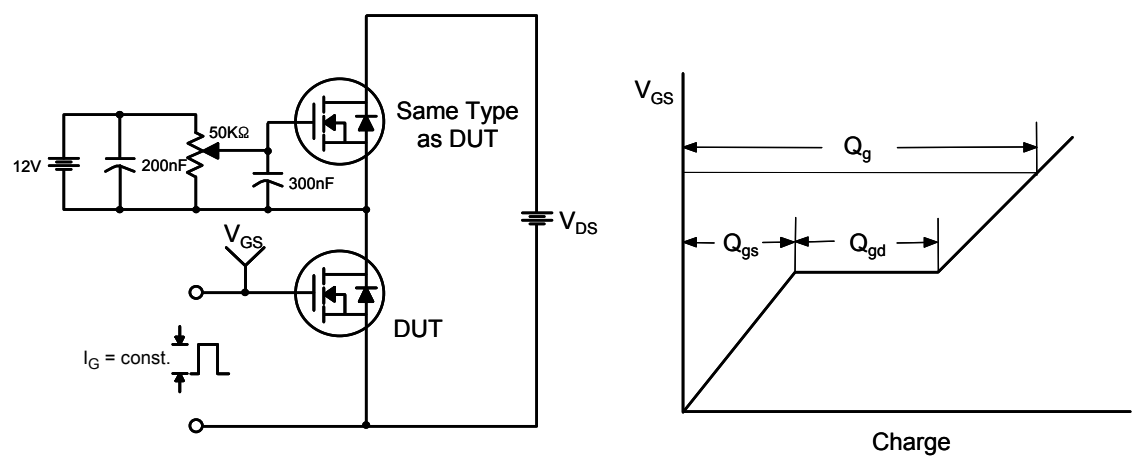 12V
200nF
50KΩ
300nF
Same Type
as DUT
V_DS
V_GS
DUT
I_G = const.
V_GS
Q_g
Q_gs
Q_gd
Charge